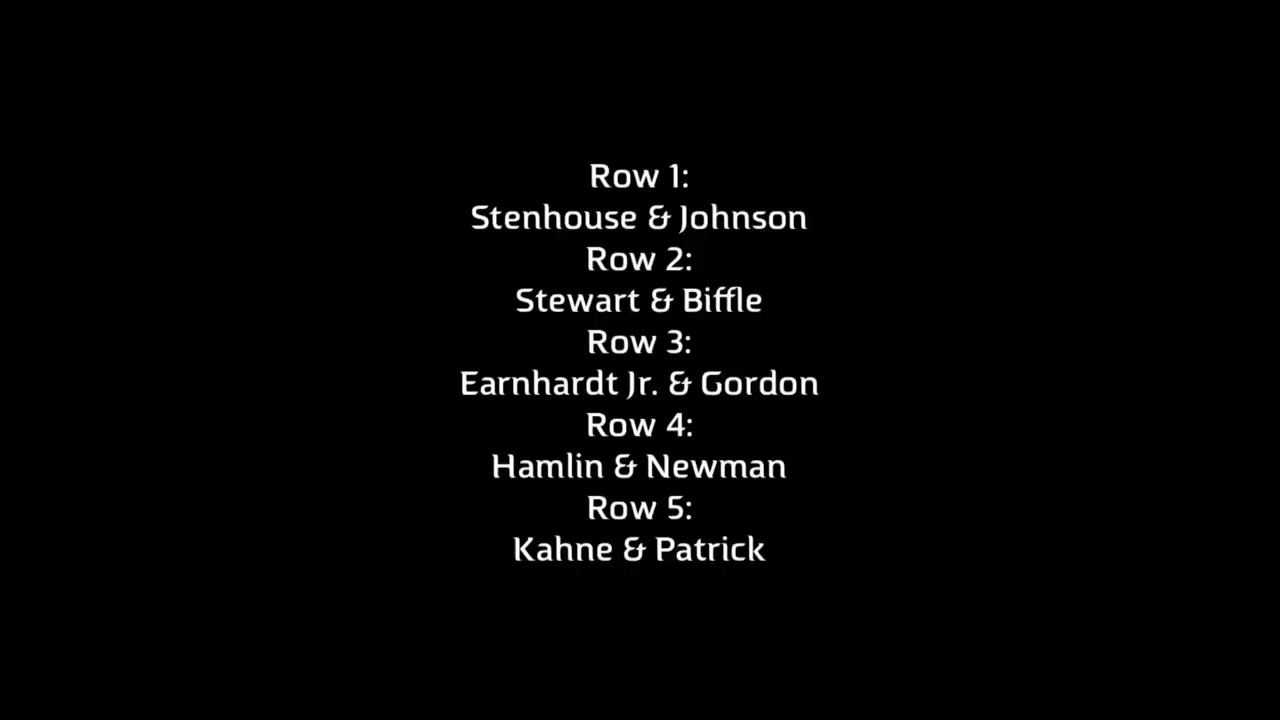 Row 1:
Stenhouse & Johnson
Row 2:
Stewart & Biffle
Row 3:
Earnhardt Jr. & Gordon
Row 4:
Hamlin & Newman
Row 5:
Kahne & Patrick